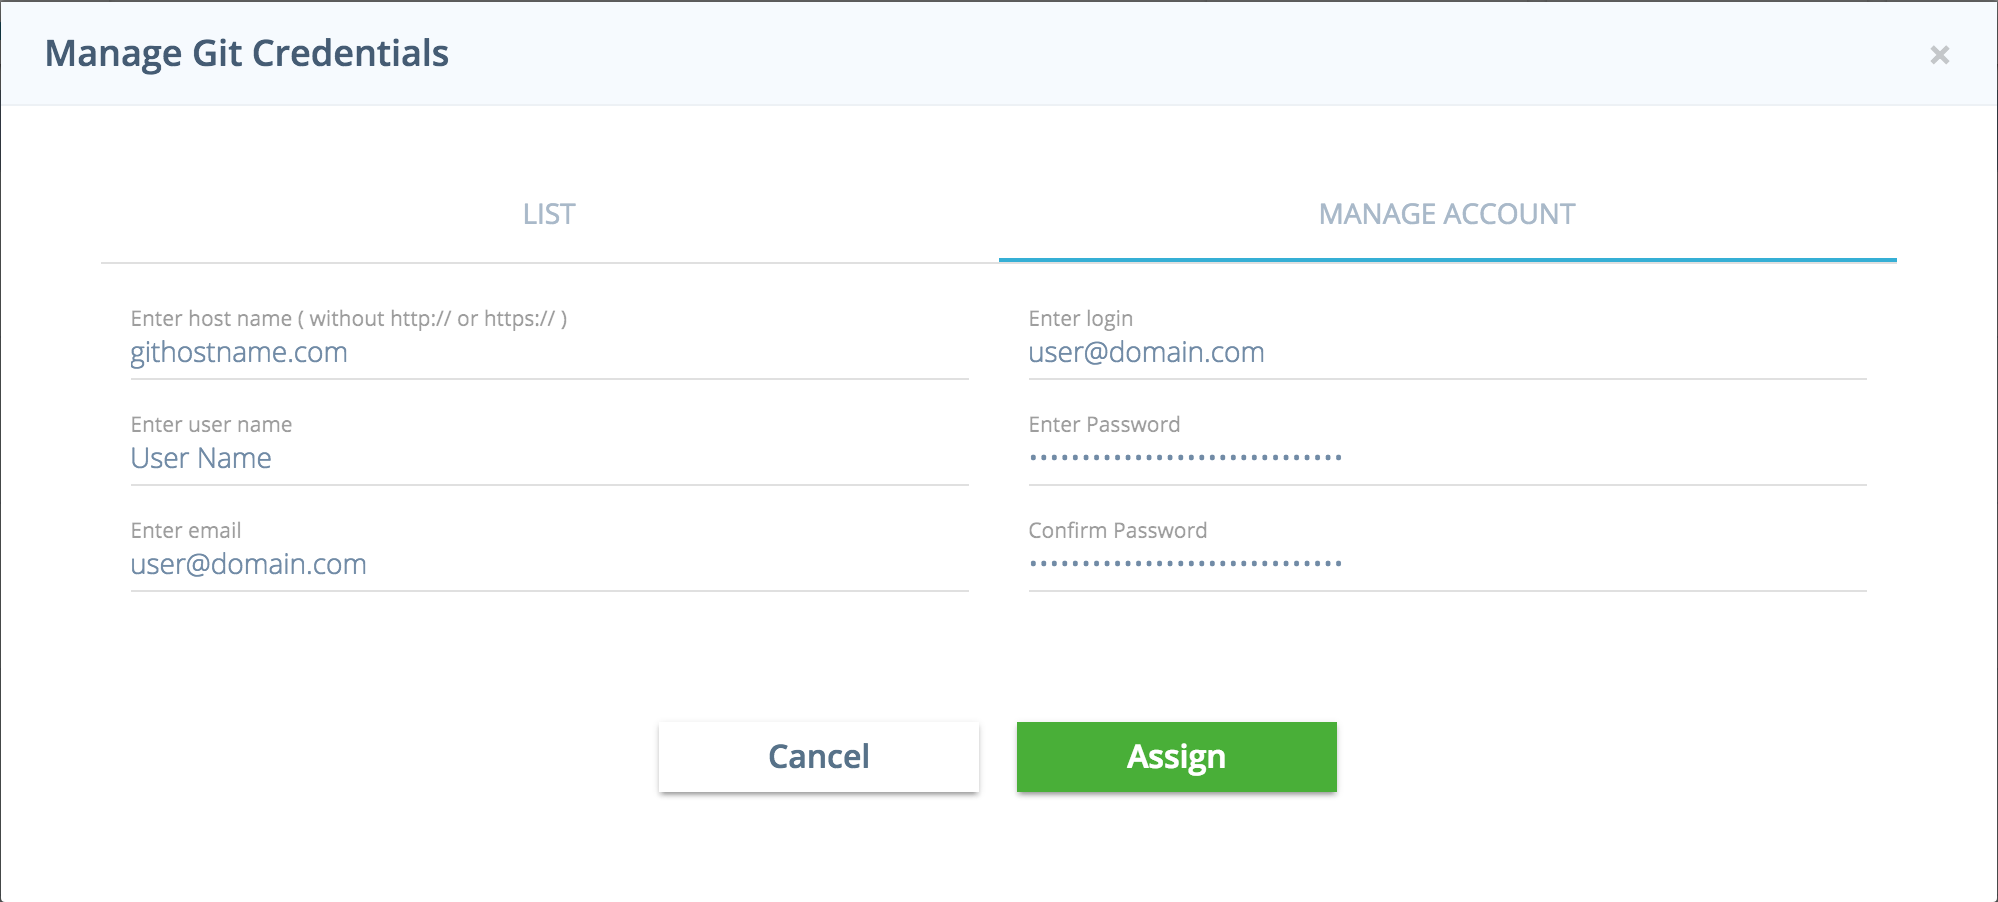 Manage Git Credentials
×
LIST
MANAGE ACCOUNT
Enter host name ( without http:// or https:// )
githostname.com
Enter login
user@domain.com
Enter user name
User Name
Enter Password
••••••••••••••••••••••••••••••
Enter email
user@domain.com
Confirm Password
••••••••••••••••••••••••••••••
Cancel
Assign